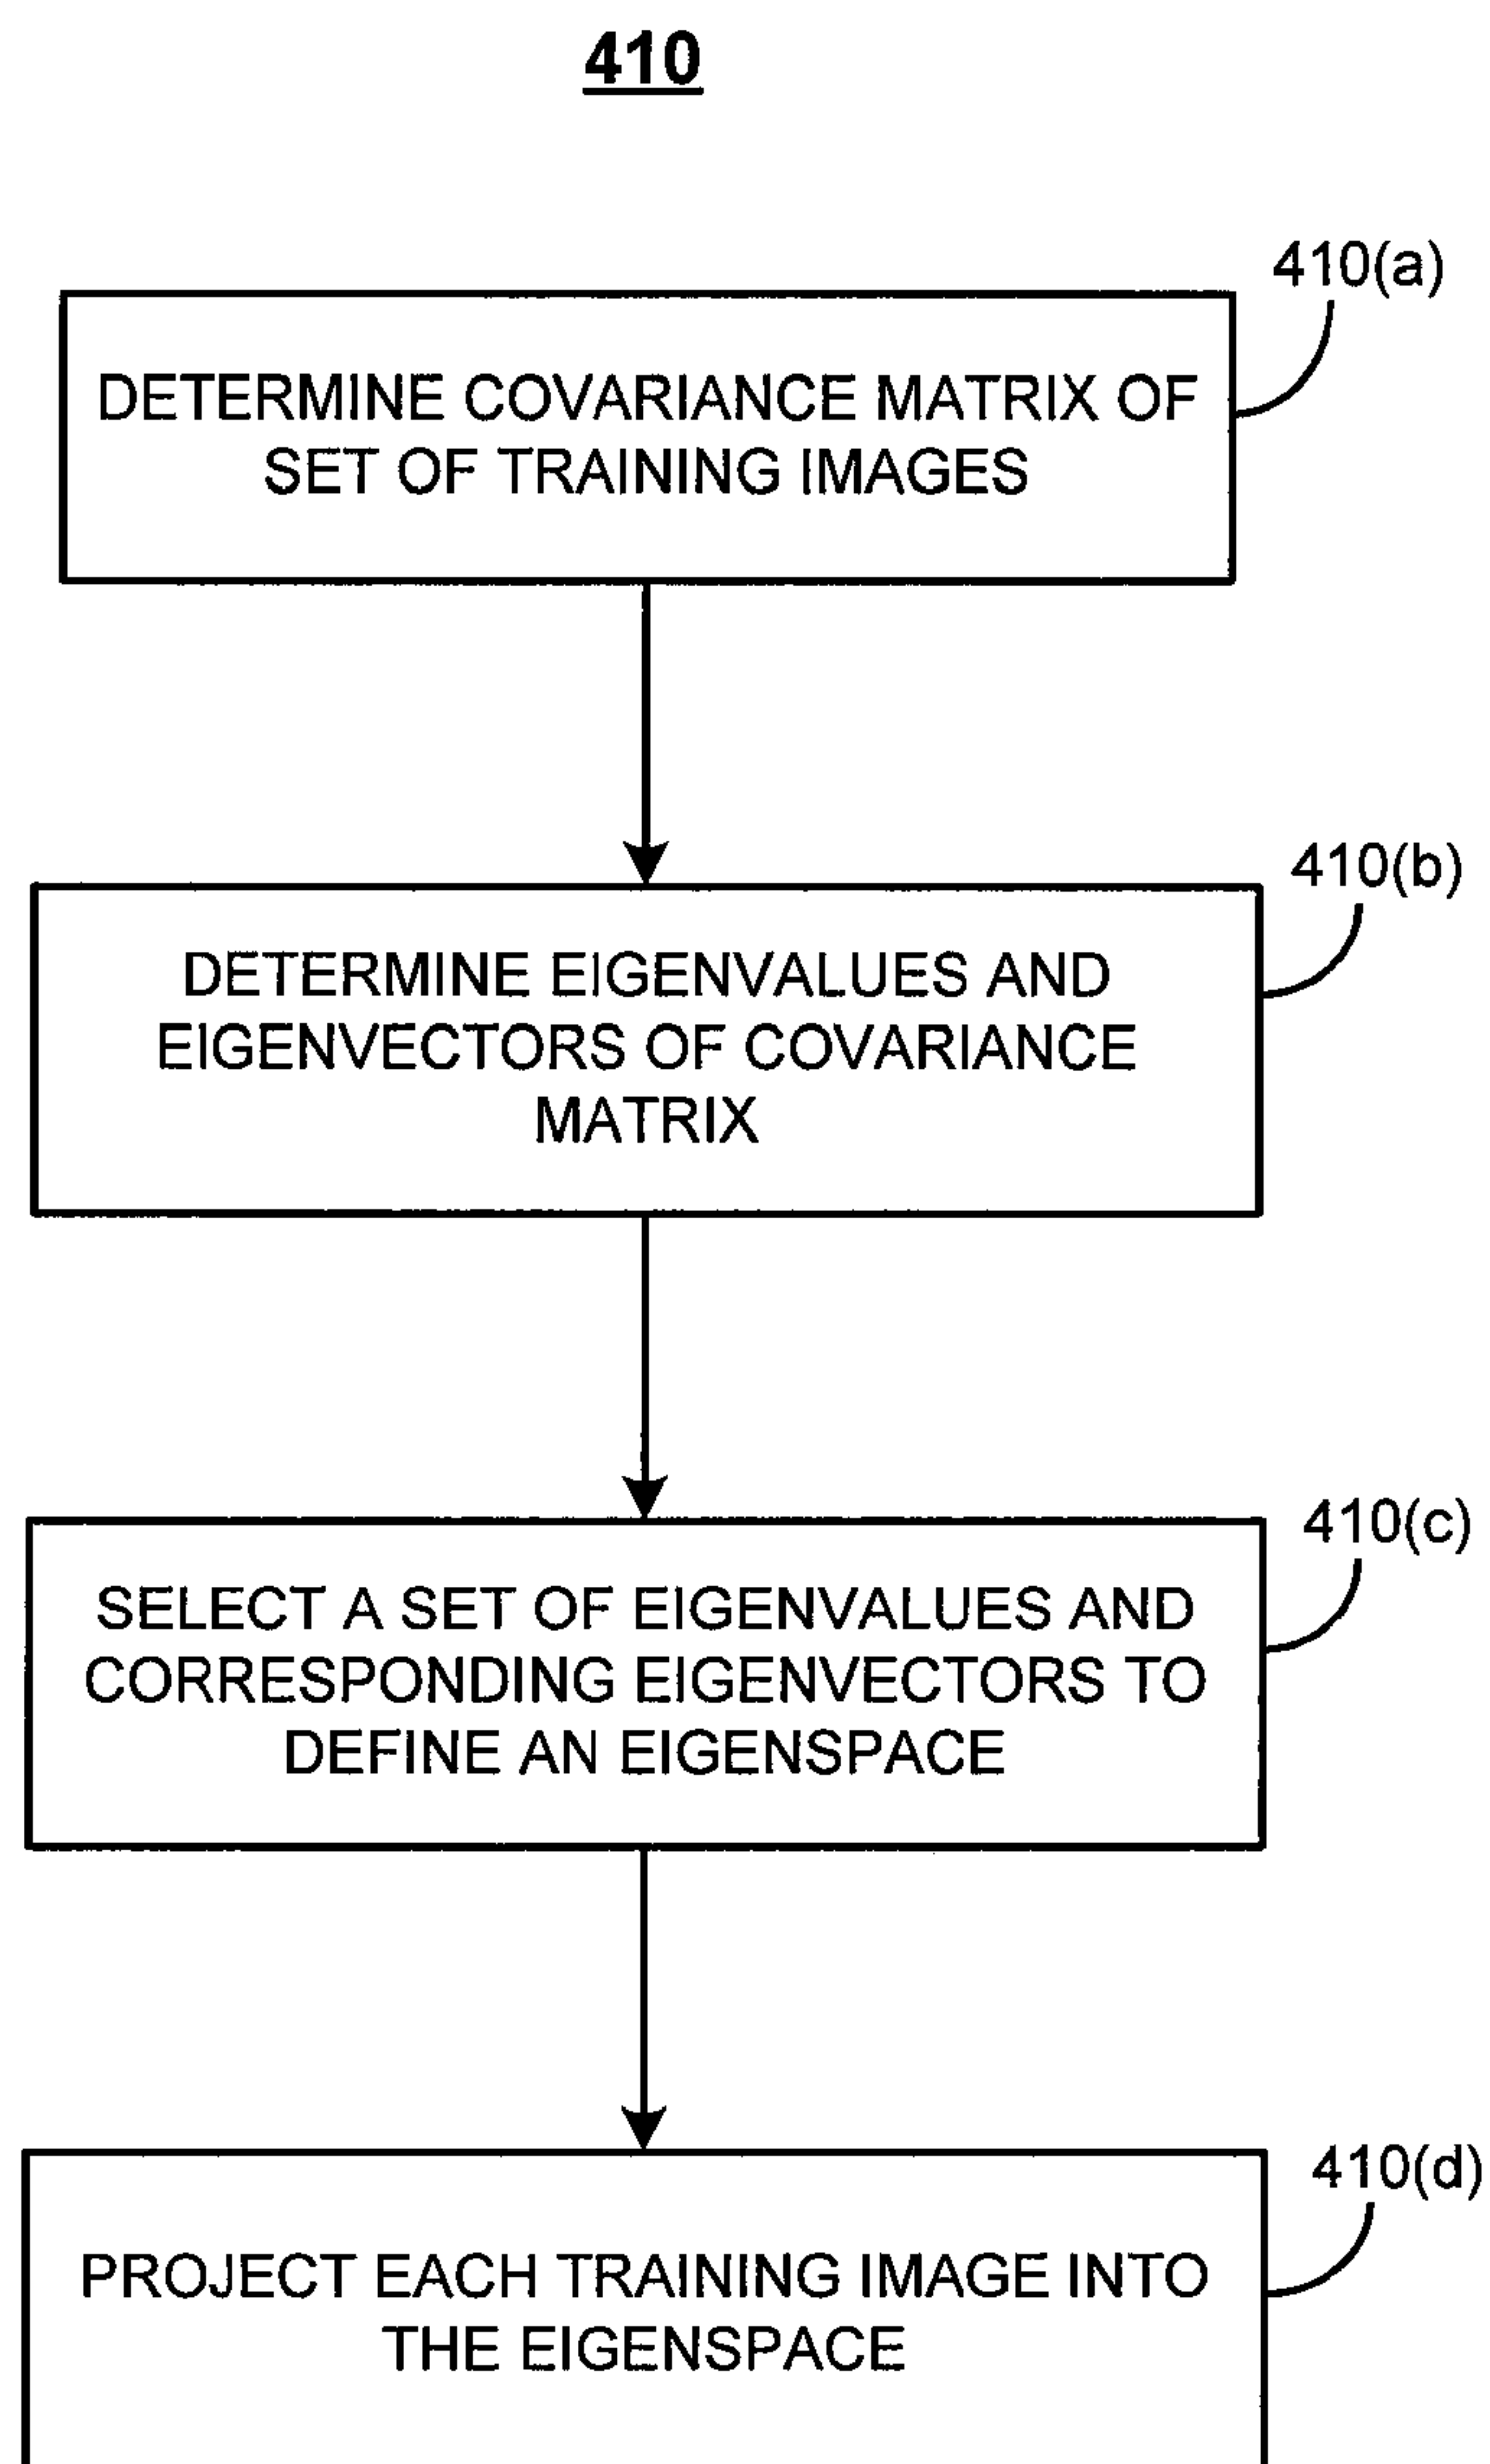 410
410(a)
DETERMINE COVARIANCE MATRIX OF
SET OF TRAINING IMAGES
410(b)
DETERMINE EIGENVALUES AND
EIGENVECTORS OF COVARIANCE
MATRIX
410(c)
SELECT A SET OF EIGENVALUES AND
CORRESPONDING EIGENVECTORS TO
DEFINE AN EIGENSPACE
410(d)
PROJECT EACH TRAINING IMAGE INTO
THE EIGENSPACE